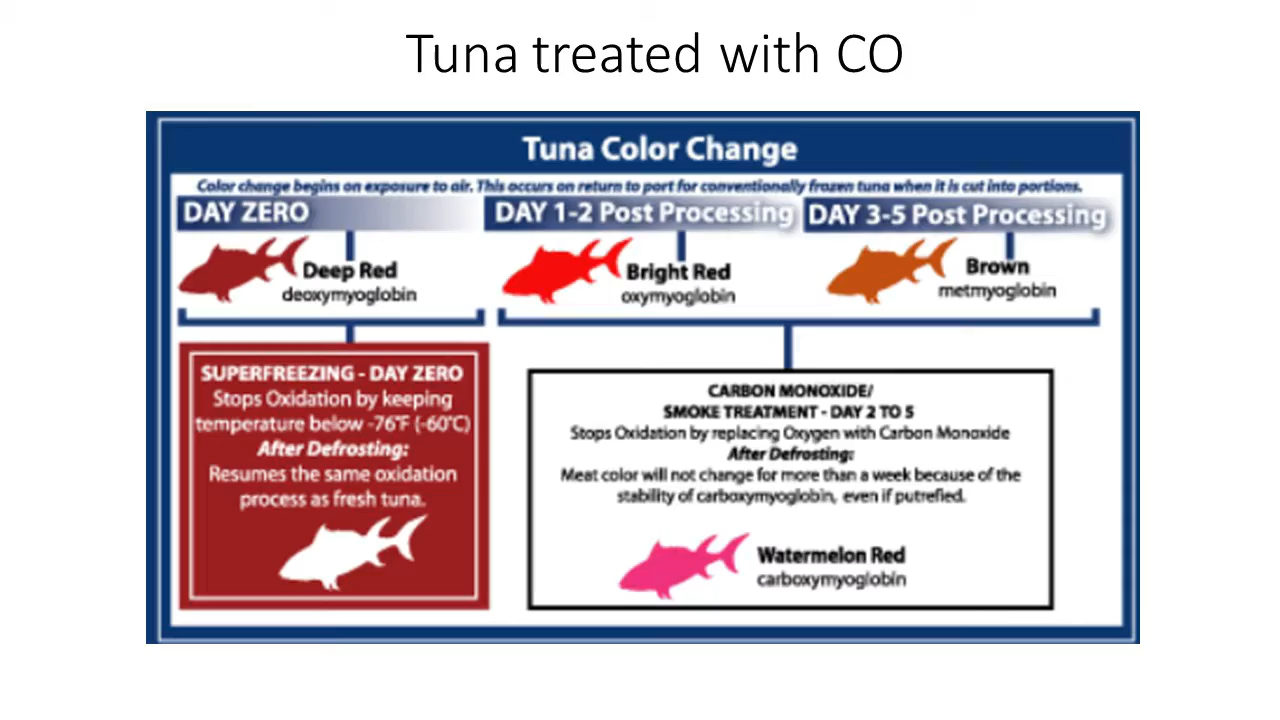 Tuna treated with CO
Tuna Color Change
Color change begins on exposure to air. This occurs on return to port for conventionally frozen tuna when it is cut into portions.
DAY ZERO
DAY 1-2 Post Processing
DAY 3-5 Post Processing
Deep Red
deoxymyoglobin
Bright Red
oxymyoglobin
Brown
metmyoglobin
SUPERFREEZING - DAY ZERO
Stops Oxidation by keeping
temperature below -76°F (-60°C)
After Defrosting:
Resumes the same oxidation
process as fresh tuna.
CARBON MONOXIDE/
SMOKE TREATMENT - DAY 2 TO 5
Stops Oxidation by replacing Oxygen with Carbon Monoxide
After Defrosting:
Meat color will not change for more than a week because of the
stability of carboxymyoglobin, even if putrefied.
Watermelon Red
carboxymyoglobin